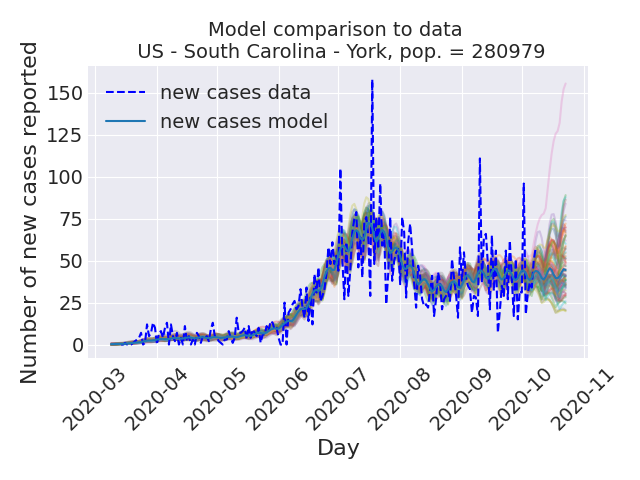 Model comparison to data
US - South Carolina - York, pop. = 280979
Number of new cases reported
150
125
100
75
50
25
0
new cases data
new cases model
2020-03
2020-04
2020-05
2020-06
2020-07
2020-08
2020-09
2020-10
2020-11
Day